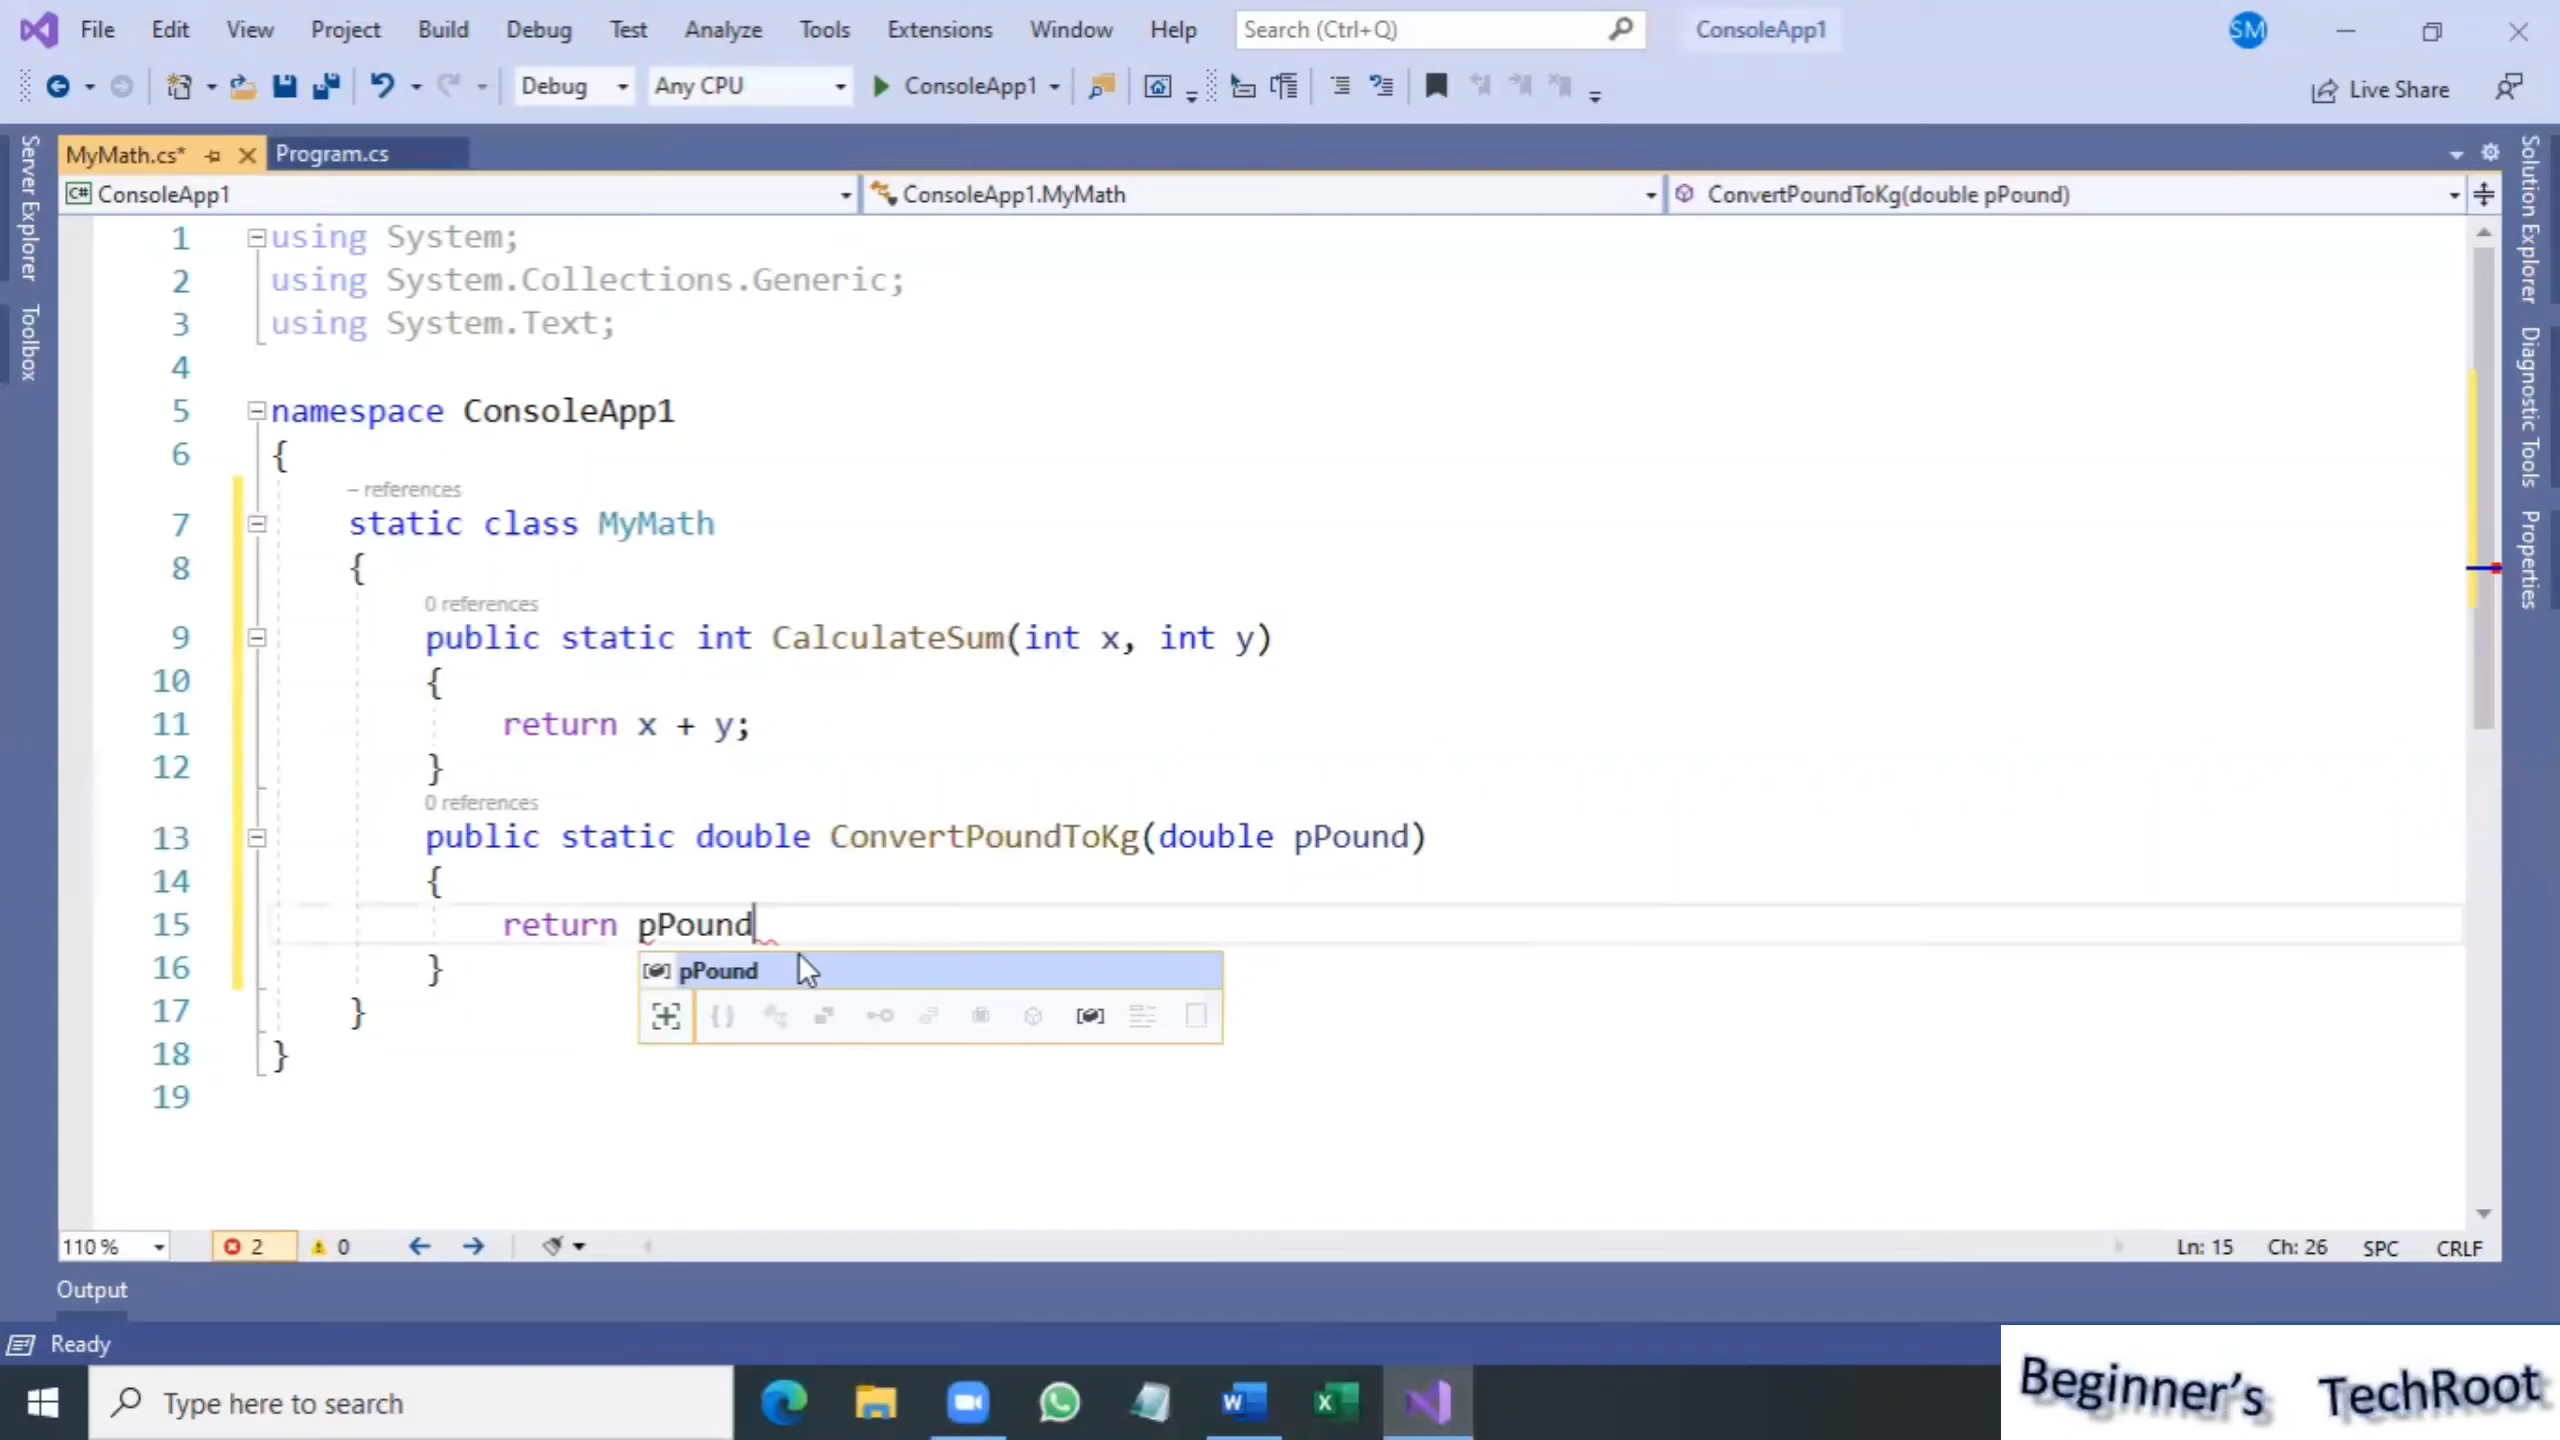 File Edit View Project Build Debug Test Analyze Tools Extensions Window Help Search (Ctrl+Q) ConsoleApp1 SM
Debug Any CPU ConsoleApp1 Live Share
MyMath.cs* Program.cs
C# ConsoleApp1 ConsoleApp1.MyMath ConvertPoundToKg(double pPound)
Server Explorer
Toolbox
Solution Explorer
Diagnostic Tools
Properties
1 using System;
2 using System.Collections.Generic;
3 using System.Text;
4
5 namespace ConsoleApp1
6 {
– references
7 static class MyMath
8 {
0 references
9 public static int CalculateSum(int x, int y)
10 {
11 return x + y;
12 }
0 references
13 public static double ConvertPoundToKg(double pPound)
14 {
15 return pPound
pPound
16 }
17 }
18 }
19
110 % 2 0 Ln: 15 Ch: 26 SPC CRLF
Output
Ready
Type here to search
Beginner's TechRoot